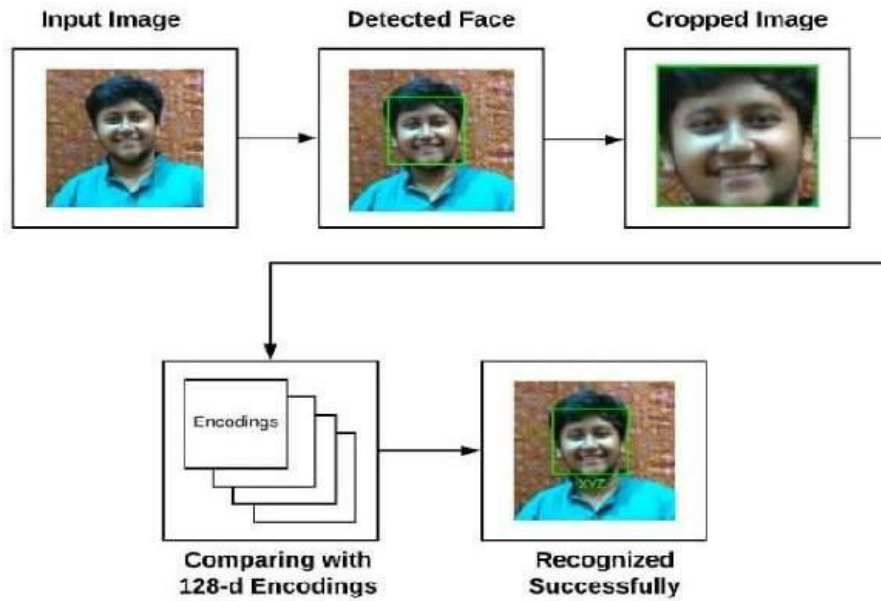 Input Image
Detected Face
Cropped Image
Encodings
XYZ
Comparing with
128-d Encodings
Recognized
Successfully